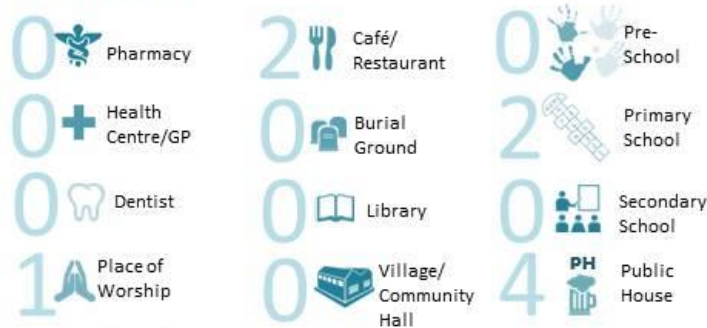 0 Pharmacy
2 Café/
Restaurant
0 Pre-
School
0 Health
Centre/GP
0 Burial
Ground
2 Primary
School
0 Dentist
0 Library
0 Secondary
School
1 Place of
Worship
0 Village/
Community
Hall
4 PH Public
House